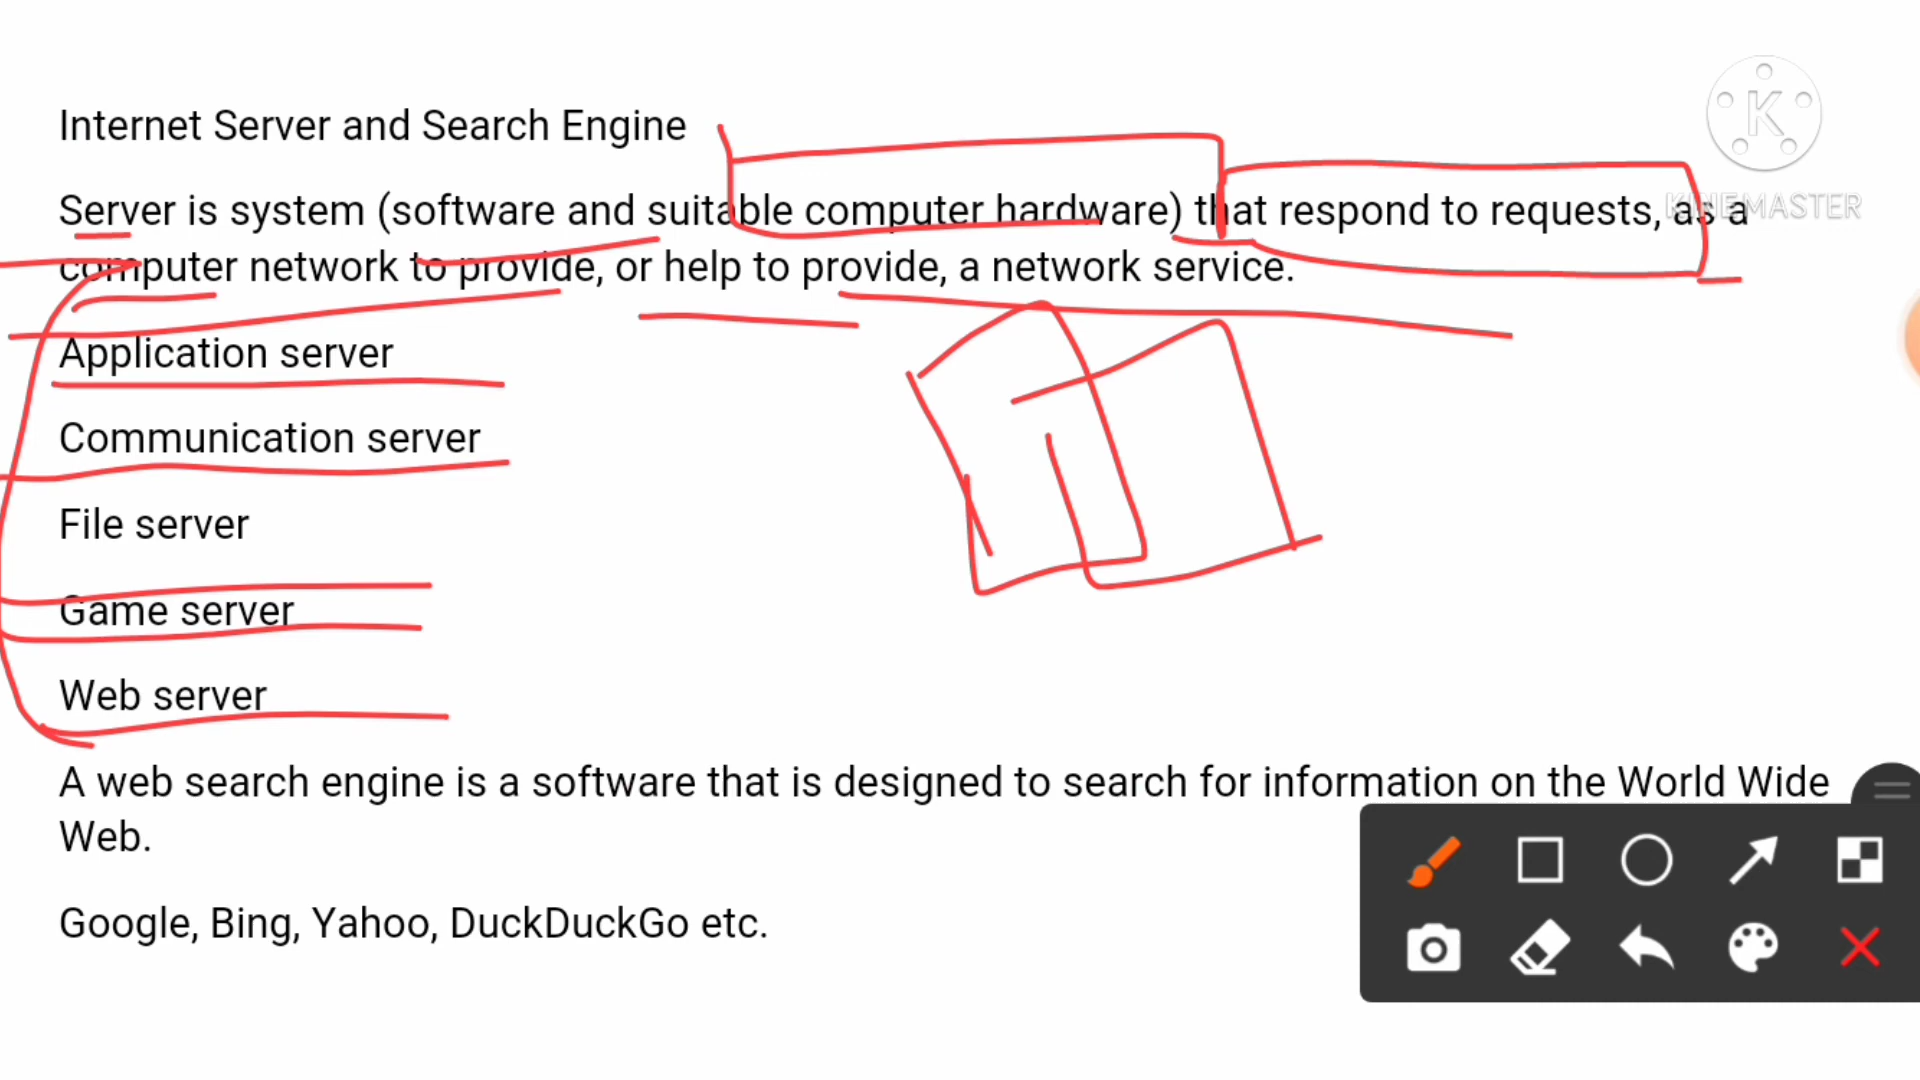 Internet Server and Search Engine
Server is system (software and suitable computer hardware) that respond to requests, as a
computer network to provide, or help to provide, a network service.
Application server
Communication server
File server
Game server
Web server
A web search engine is a software that is designed to search for information on the World Wide
Web.
Google, Bing, Yahoo, DuckDuckGo etc.
K
KINEMASTER